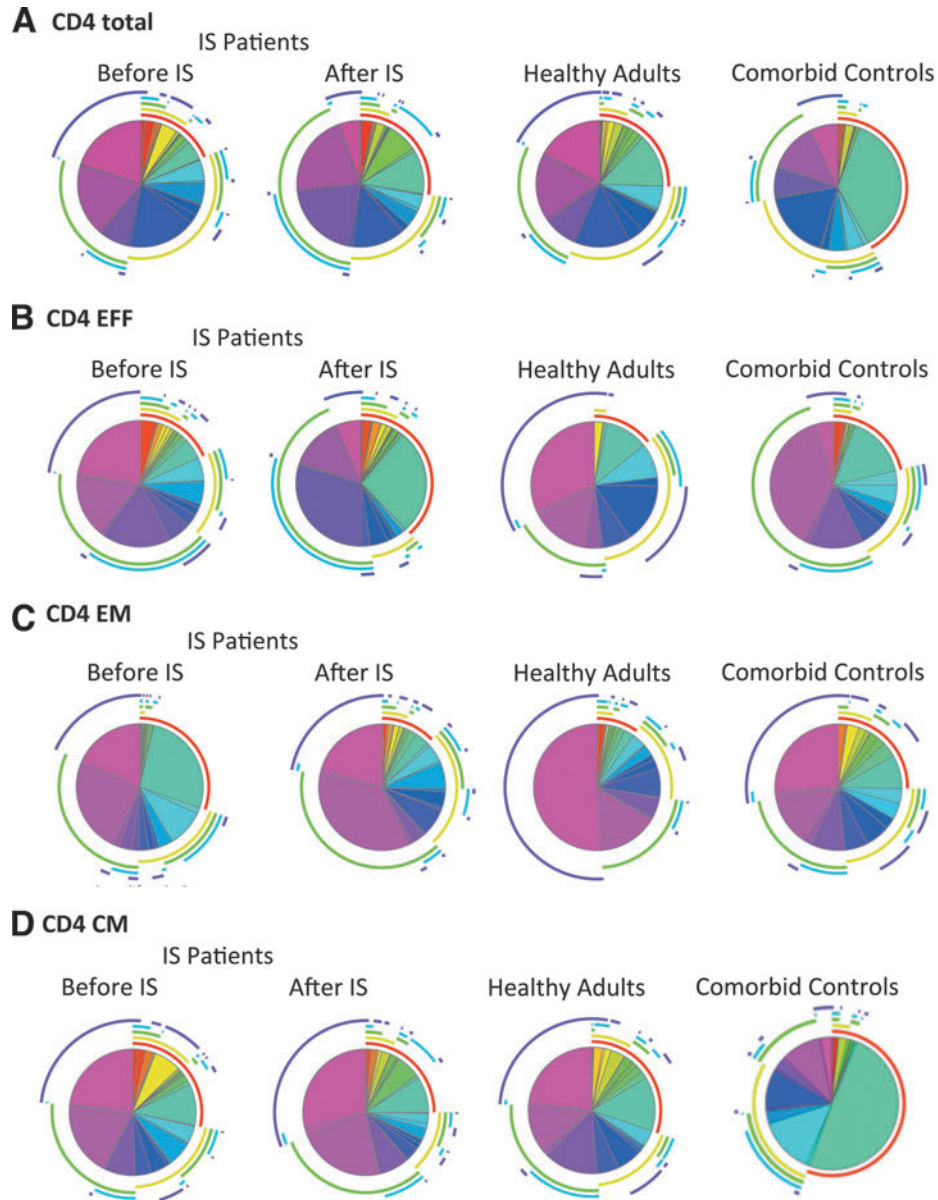 A CD4 total
IS Patients
Before IS After IS Healthy Adults Comorbid Controls
B CD4 EFF
IS Patients
Before IS After IS Healthy Adults Comorbid Controls
C CD4 EM
IS Patients
Before IS After IS Healthy Adults Comorbid Controls
D CD4 CM
IS Patients
Before IS After IS Healthy Adults Comorbid Controls